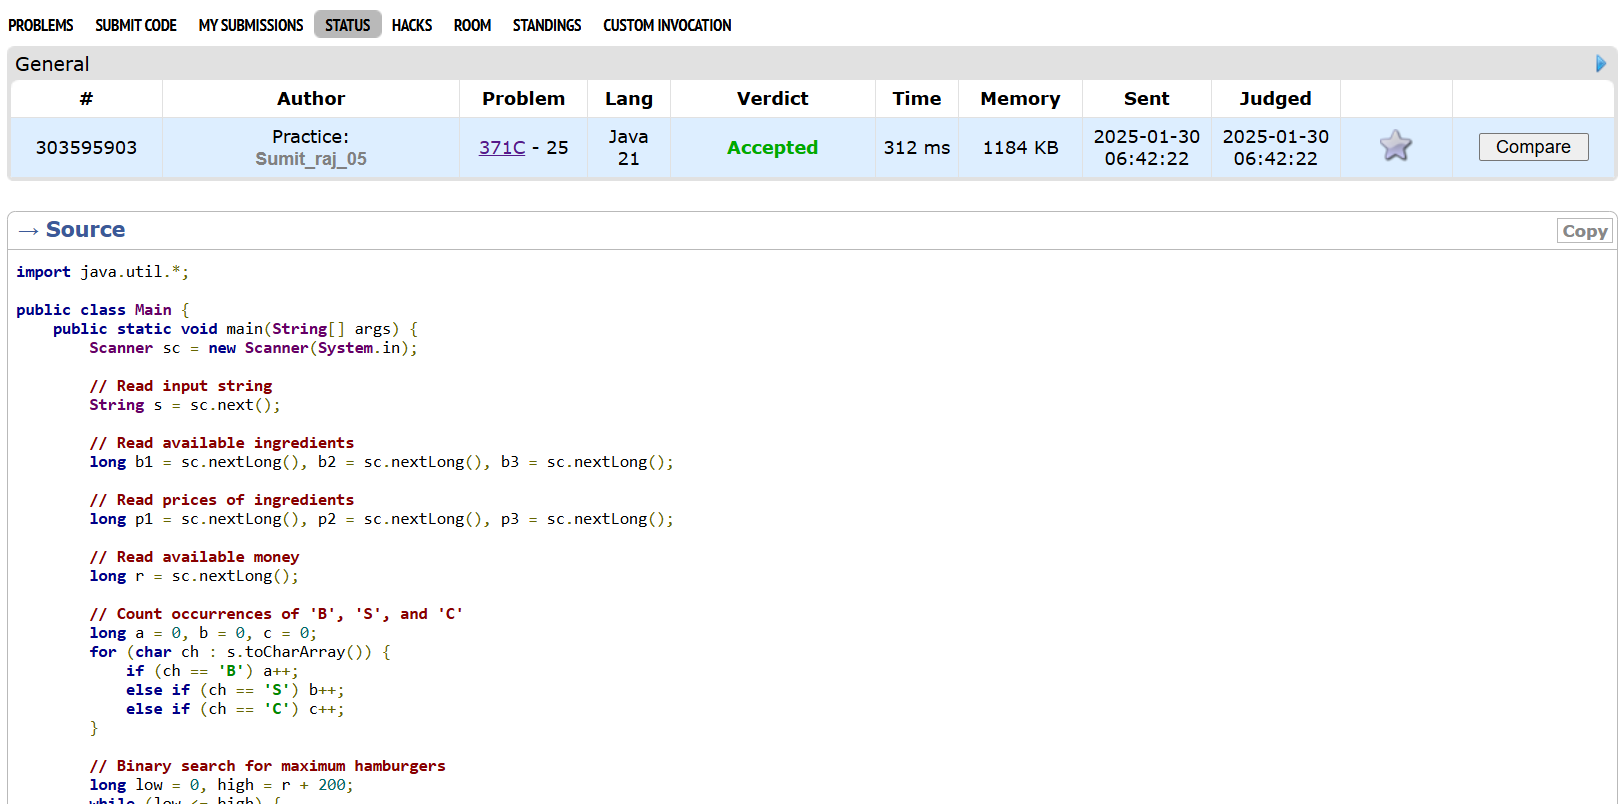 PROBLEMS SUBMIT CODE MY SUBMISSIONS STATUS HACKS ROOM STANDINGS CUSTOM INVOCATION
General
# Author Problem Lang Verdict Time Memory Sent Judged
303595903 Practice: Sumit_raj_05 371C - 25 Java 21 Accepted 312 ms 1184 KB 2025-01-30 06:42:22 2025-01-30 06:42:22 Compare
→ Source Copy
import java.util.*;
public class Main {
    public static void main(String[] args) {
        Scanner sc = new Scanner(System.in);
        // Read input string
        String s = sc.next();
        // Read available ingredients
        long b1 = sc.nextLong(), b2 = sc.nextLong(), b3 = sc.nextLong();
        // Read prices of ingredients
        long p1 = sc.nextLong(), p2 = sc.nextLong(), p3 = sc.nextLong();
        // Read available money
        long r = sc.nextLong();
        // Count occurrences of 'B', 'S', and 'C'
        long a = 0, b = 0, c = 0;
        for (char ch : s.toCharArray()) {
            if (ch == 'B') a++;
            else if (ch == 'S') b++;
            else if (ch == 'C') c++;
        }
        // Binary search for maximum hamburgers
        long low = 0, high = r + 200;
        while (low <= high) {